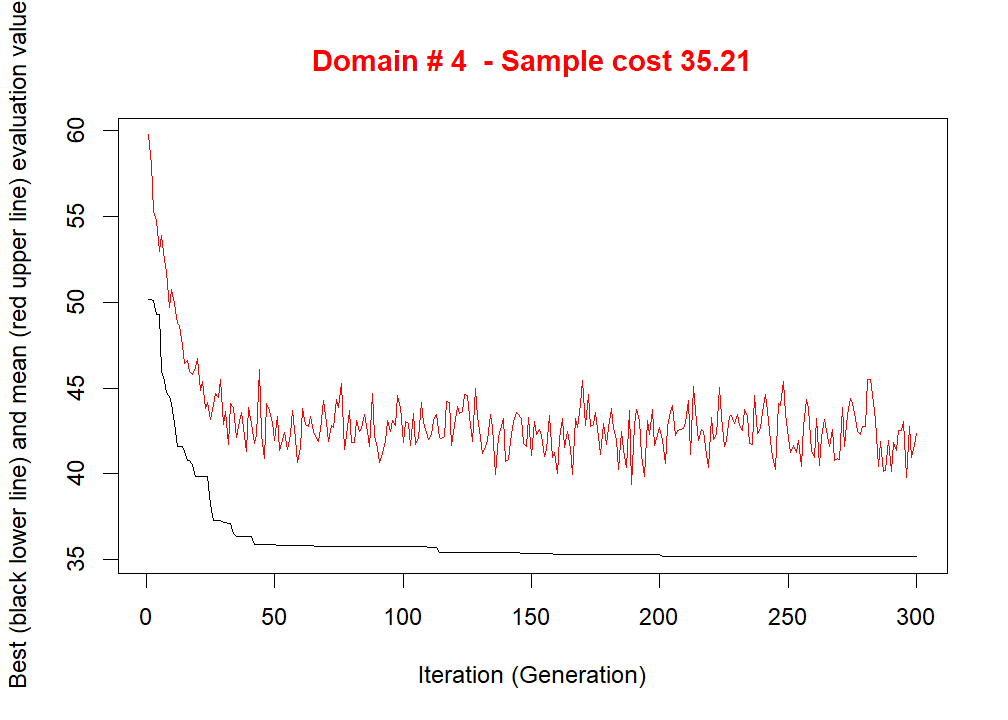 Domain # 4  - Sample cost 35.21
Best (black lower line) and mean (red upper line) evaluation value
60
55
50
45
40
35
0 50 100 150 200 250 300
Iteration (Generation)